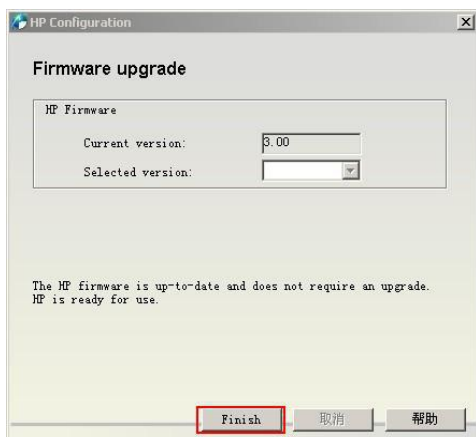 HP Configuration
Firmware upgrade
HP Firmware
Current version:
3.00
Selected version:
The HP firmware is up-to-date and does not require an upgrade.
HP is ready for use.
Finish
取消
帮助